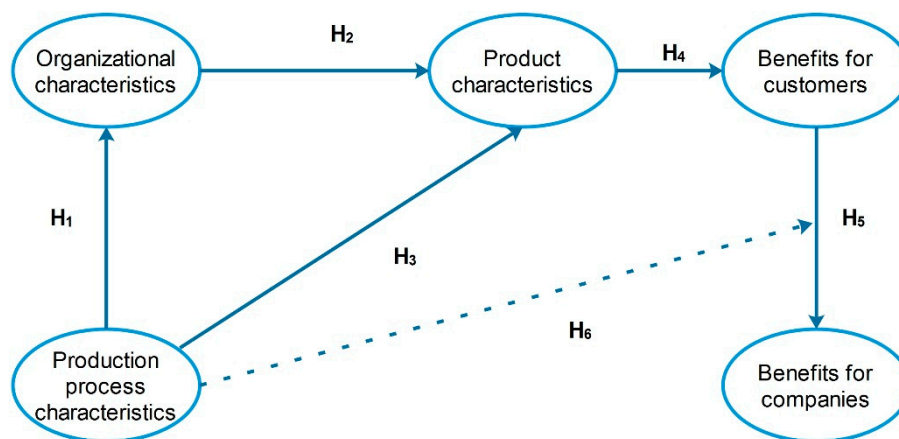 H₂
H₄
Organizational
characteristics
Product
characteristics
Benefits for
customers
H₁
H₃
H₅
H₆
Production
process
characteristics
Benefits for
companies